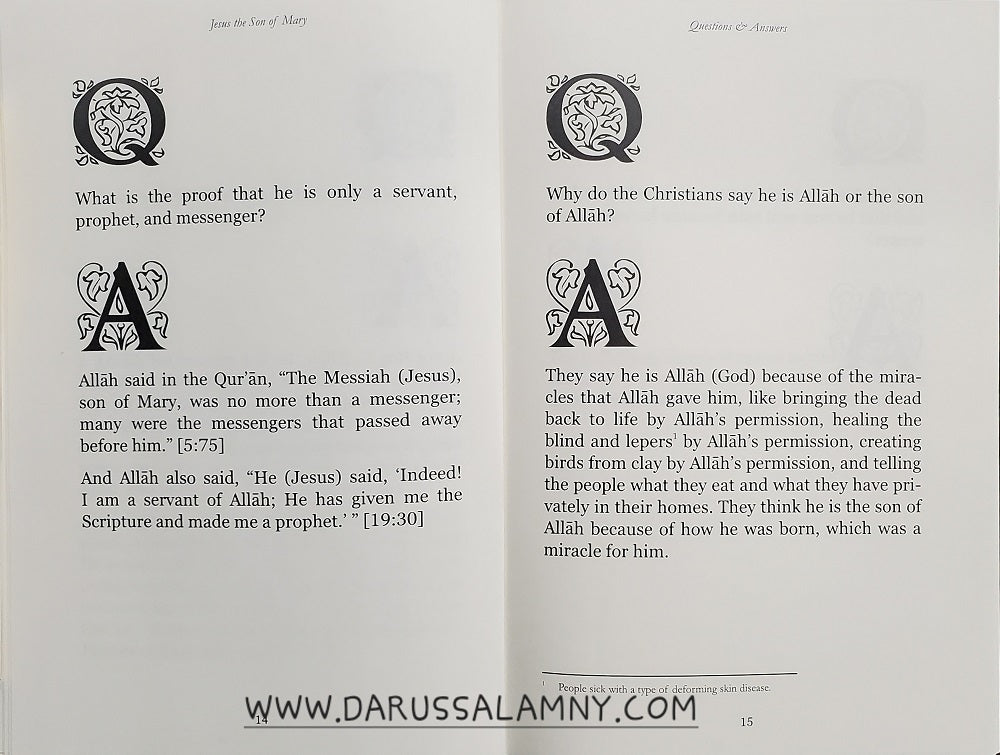 Jesus the Son of Mary
Q
What is the proof that he is only a servant,
prophet, and messenger?
A
Allāh said in the Qur’ān, “The Messiah (Jesus),
son of Mary, was no more than a messenger;
many were the messengers that passed away
before him.” [5:75]
And Allāh also said, “He (Jesus) said, ‘Indeed!
I am a servant of Allāh; He has given me the
Scripture and made me a prophet.’ ” [19:30]
14
Questions & Answers
Q
Why do the Christians say he is Allāh or the son
of Allāh?
A
They say he is Allāh (God) because of the mira-
cles that Allāh gave him, like bringing the dead
back to life by Allāh’s permission, healing the
blind and lepers¹ by Allāh’s permission, creating
birds from clay by Allāh’s permission, and telling
the people what they eat and what they have pri-
vately in their homes. They think he is the son of
Allāh because of how he was born, which was a
miracle for him.
¹ People sick with a type of deforming skin disease.
15
WWW.DARUSSALAMNY.COM